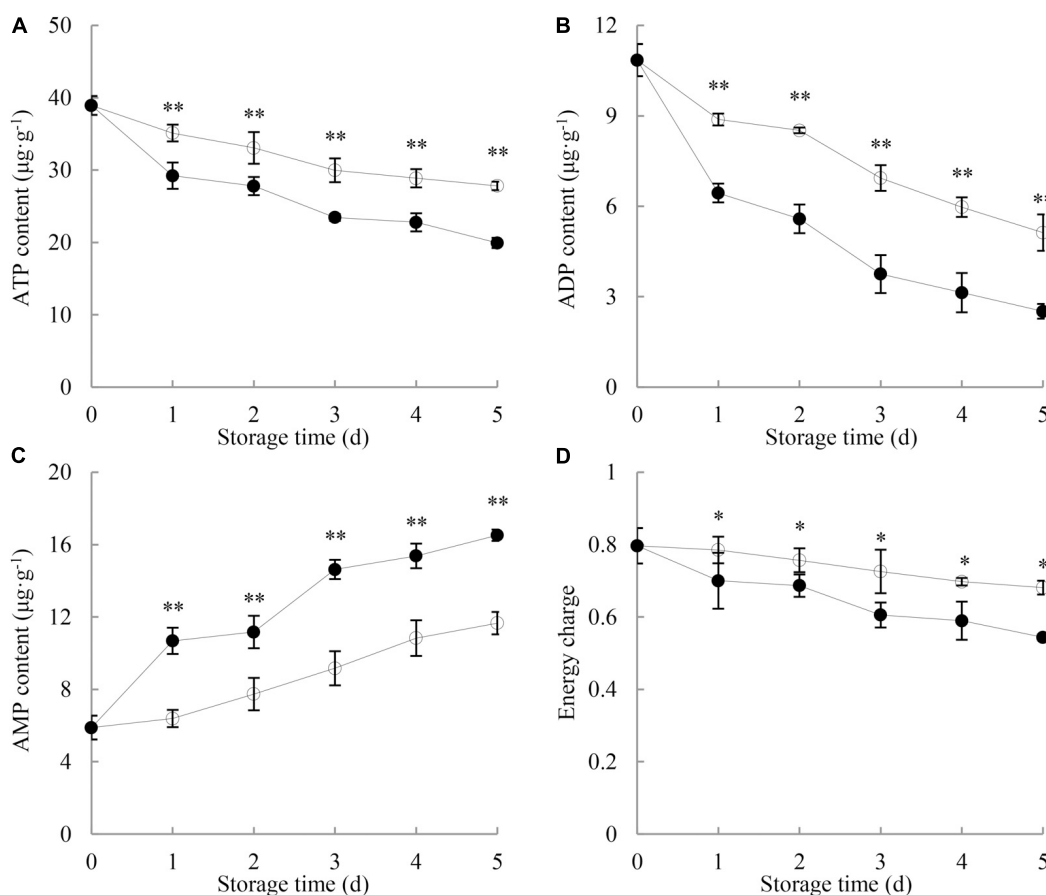 A
50
40
30
20
10
0
ATP content (μg·g⁻¹)
** ** ** ** **
0 1 2 3 4 5
Storage time (d)
B
12
9
6
3
0
ADP content (μg·g⁻¹)
** ** ** ** **
0 1 2 3 4 5
Storage time (d)
C
20
16
12
8
4
0
AMP content (μg·g⁻¹)
** ** ** ** **
0 1 2 3 4 5
Storage time (d)
D
1
0.8
0.6
0.4
0.2
0
Energy charge
* * * * *
0 1 2 3 4 5
Storage time (d)